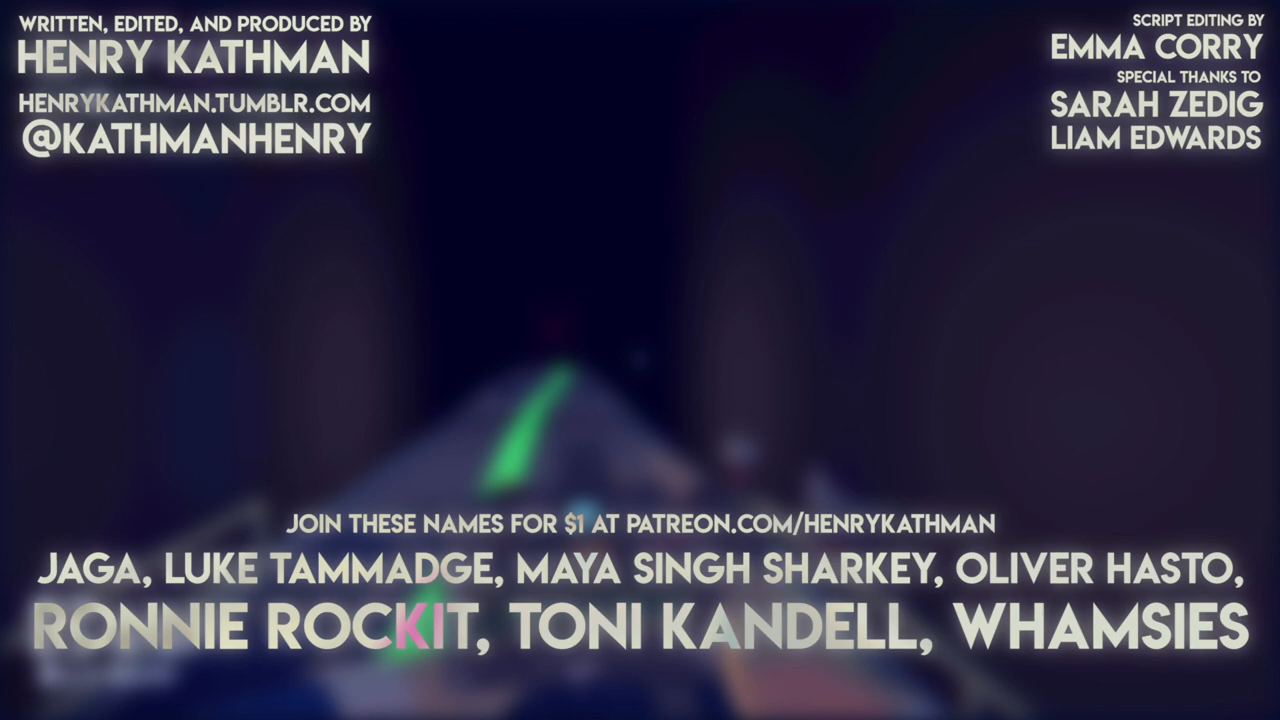 WRITTEN, EDITED, AND PRODUCED BY
HENRY KATHMAN
HENRYKATHMAN.TUMBLR.COM
@KATHMANHENRY
SCRIPT EDITING BY
EMMA CORRY
SPECIAL THANKS TO
SARAH ZEDIG
LIAM EDWARDS
JOIN THESE NAMES FOR $1 AT PATREON.COM/HENRYKATHMAN
JAGA, LUKE TAMMADGE, MAYA SINGH SHARKEY, OLIVER HASTO,
RONNIE ROCKIT, TONI KANDELL, WHAMSIES